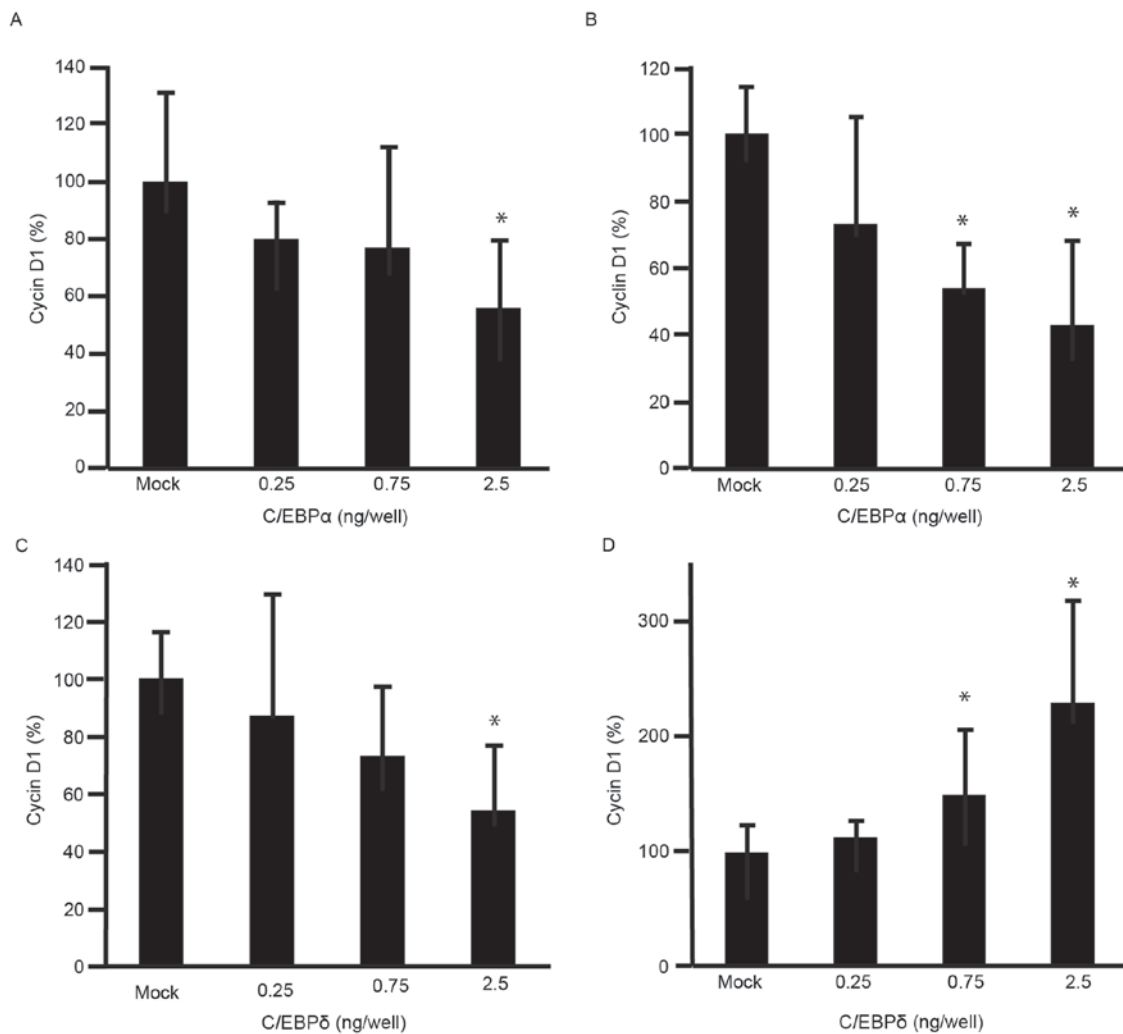 A
140
120
100
80
60
40
20
0
Cycin D1 (%)
*
Mock 0.25 0.75 2.5
C/EBPα (ng/well)
B
120
100
80
60
40
20
0
Cyclin D1 (%)
* *
Mock 0.25 0.75 2.5
C/EBPα (ng/well)
C
140
120
100
80
60
40
20
0
Cycin D1 (%)
*
Mock 0.25 0.75 2.5
C/EBPδ (ng/well)
D
300
200
100
0
Cycin D1 (%)
* *
Mock 0.25 0.75 2.5
C/EBPδ (ng/well)